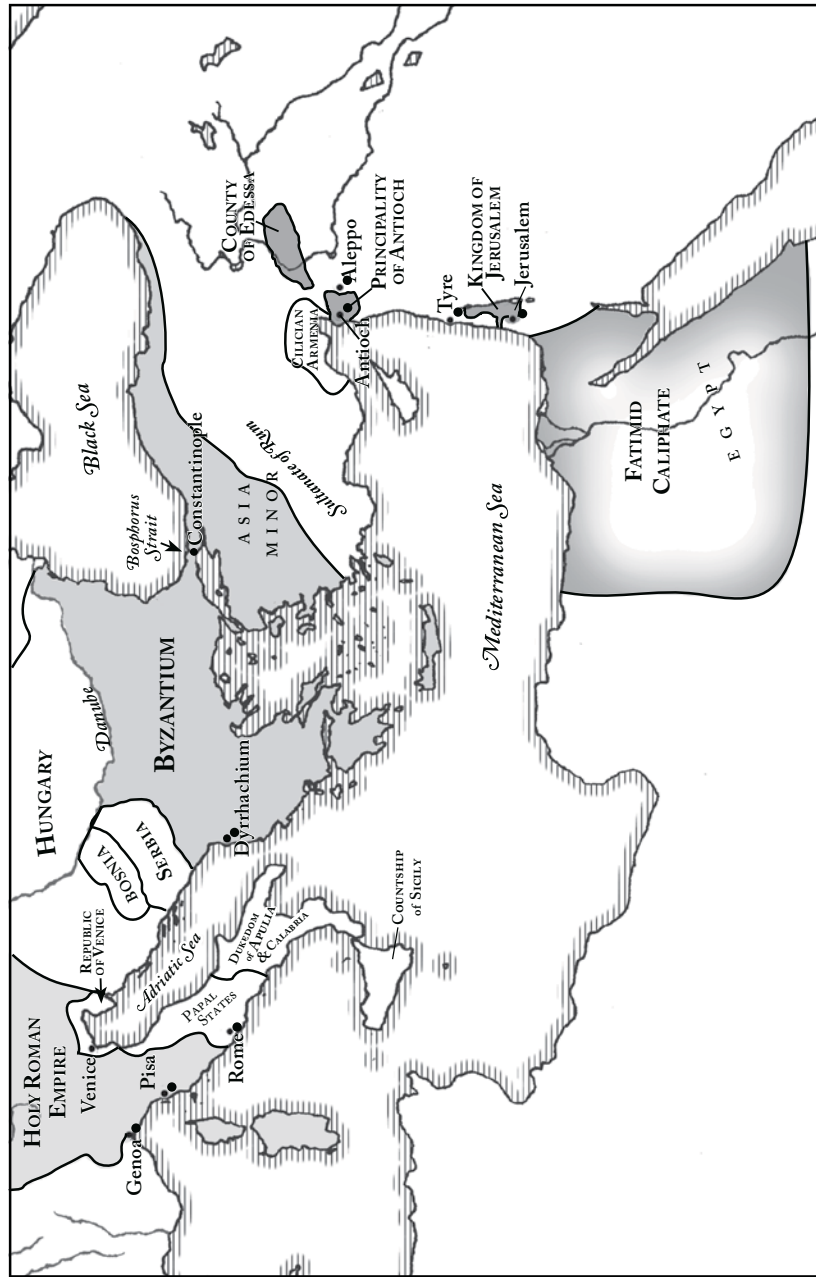 HOLY ROMAN
EMPIRE
Venice
REPUBLIC
OF VENICE
HUNGARY
Danube
BOSNIA
SERBIA
Genoa
Pisa
Rome
PAPAL
STATES
Adriatic Sea
DUKEDOM
of APULIA
& CALABRIA
COUNTSHIP
of SICILY
Dyrrhachium
BYZANTIUM
Black Sea
Bosphorus
Strait
Constantinople
ASIA
MINOR
Sultanate of Rum
CILICIAN
ARMENIA
COUNTY
OF EDESSA
Aleppo
PRINCIPALITY
OF ANTIOCH
Antioch
Tyre
KINGDOM OF
JERUSALEM
Jerusalem
Mediterranean Sea
FATIMID
CALIPHATE
EGYPT